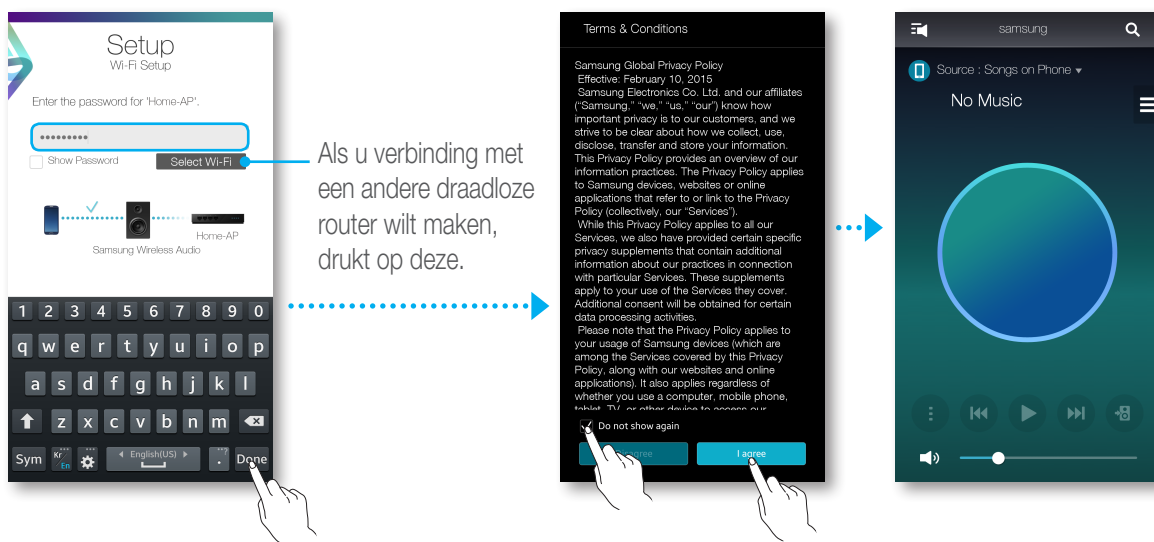 Setup
Wi-Fi Setup
Enter the password for 'Home-AP'.
•••••••••
Show Password
Select Wi-Fi
Home-AP
Samsung Wireless Audio
1 2 3 4 5 6 7 8 9 0
q w e r t y u i o p
a s d f g h j k l
z x c v b n m
Sym Kr/En English(US) . Done
Als u verbinding met
een andere draadloze
router wilt maken,
drukt op deze.
Terms & Conditions
Samsung Global Privacy Policy
Effective: February 10, 2015
Samsung Electronics Co. Ltd. and our affiliates
(“Samsung,” “we,” “us,” “our”) know how
important privacy is to our customers, and we
strive to be clear about how we collect, use,
disclose, transfer and store your information.
This Privacy Policy provides an overview of our
information practices. The Privacy Policy applies
to Samsung devices, websites or online
applications that refer to or link to the Privacy
Policy (collectively, our “Services”).
While this Privacy Policy applies to all our
Services, we also have provided certain specific
privacy supplements that contain additional
information about our practices in connection
with particular Services. These supplements
apply to your use of the Services they cover.
Additional consent will be obtained for certain
data processing activities.
Please note that the Privacy Policy applies to
your usage of Samsung devices (which are
among the Services covered by this Privacy
Policy, along with our websites and online
applications). It also applies regardless of
whether you use a computer, mobile phone,
tablet, TV, or other device to access our
Do not show again
Disagree
I agree
samsung
Source : Songs on Phone
No Music